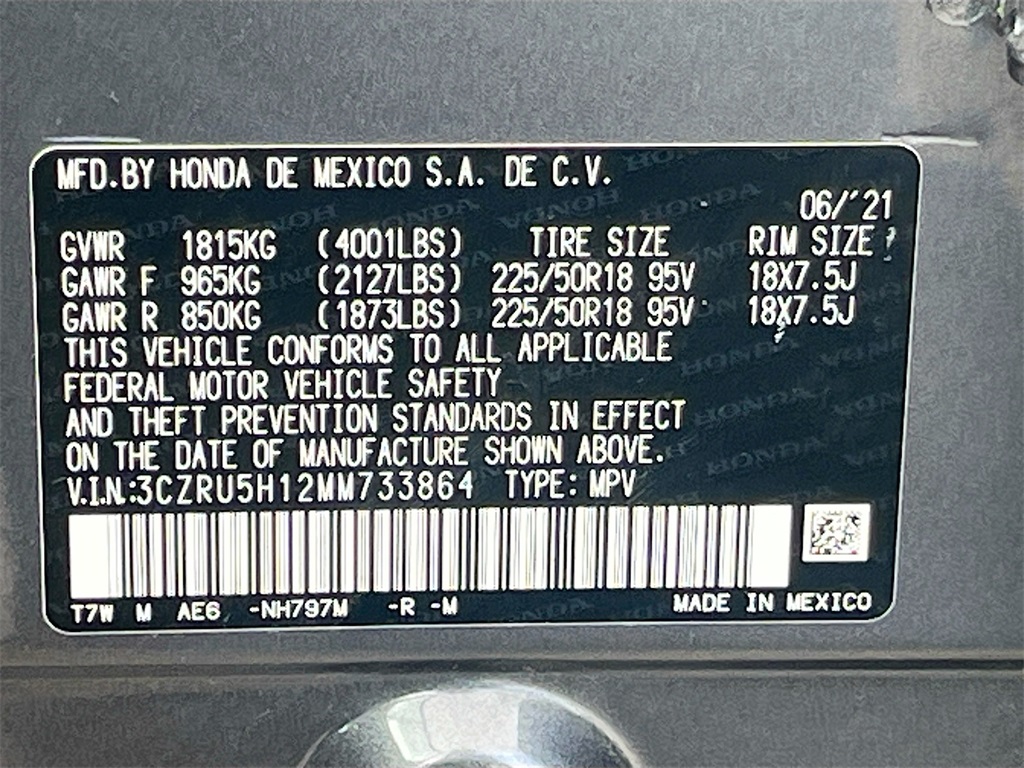 MFD.BY HONDA DE MEXICO S.A. DE C.V.
06/'21
GVWR 1815KG (4001LBS) TIRE SIZE RIM SIZE
GAWR F 965KG (2127LBS) 225/50R18 95V 18X7.5J
GAWR R 850KG (1873LBS) 225/50R18 95V 18X7.5J
THIS VEHICLE CONFORMS TO ALL APPLICABLE
FEDERAL MOTOR VEHICLE SAFETY
AND THEFT PREVENTION STANDARDS IN EFFECT
ON THE DATE OF MANUFACTURE SHOWN ABOVE.
V.I.N.:3CZRU5H12MM733864 TYPE: MPV
T7W M AE6 -NH797M -R -M MADE IN MEXICO